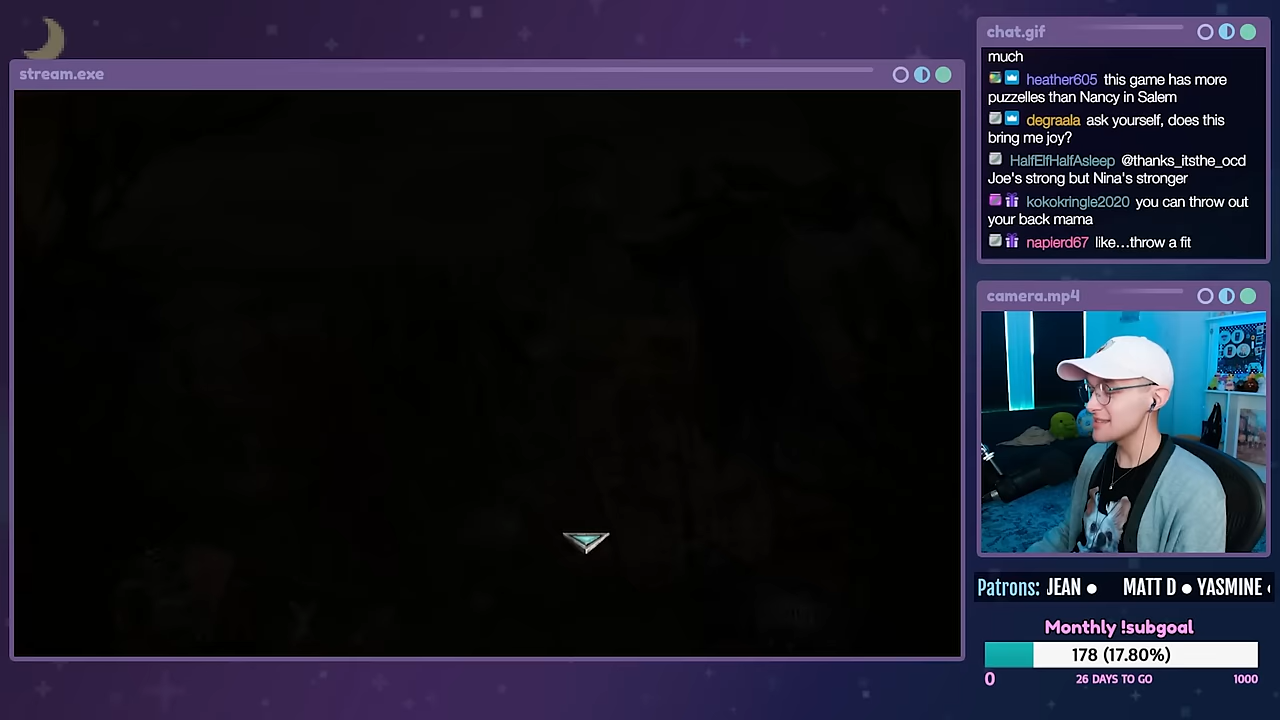 stream.exe
chat.gif
much
heather605 this game has more
puzzelles than Nancy in Salem
degraala ask yourself, does this
bring me joy?
HalfElfHalfAsleep @thanks_itsthe_ocd
Joe's strong but Nina's stronger
kokokringle2020 you can throw out
your back mama
napierd67 like...throw a fit
camera.mp4
Patrons: JEAN ● MATT D ● YASMINE
Monthly !subgoal
178 (17.80%)
0 26 DAYS TO GO 1000